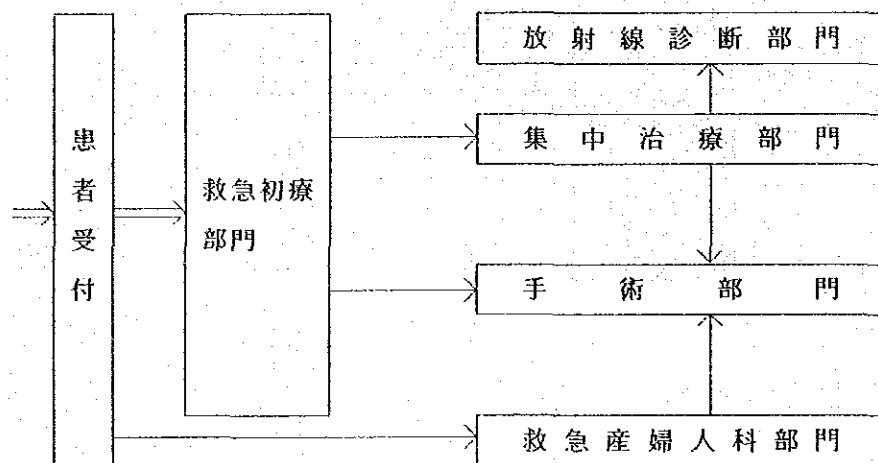 患者受付
救急初療
部門
放射線診断部門
集中治療部門
手術部門
救急産婦人科部門